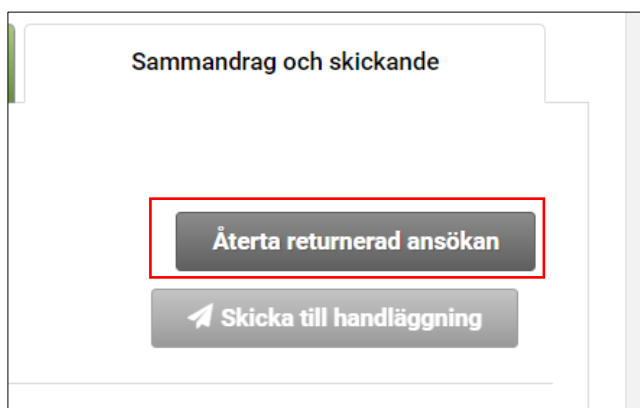 Sammandrag och skickande
Återta returnerad ansökan
Skicka till handläggning